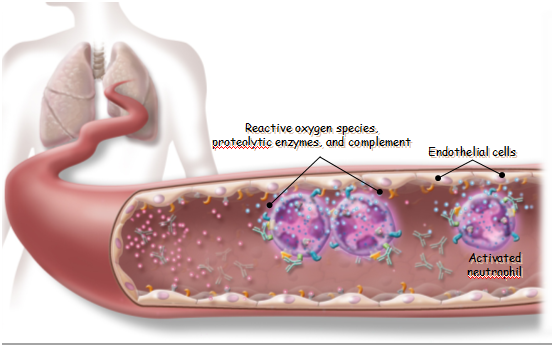 Reactive oxygen species,
proteolytic enzymes, and complement
Endothelial cells
Activated
neutrophil